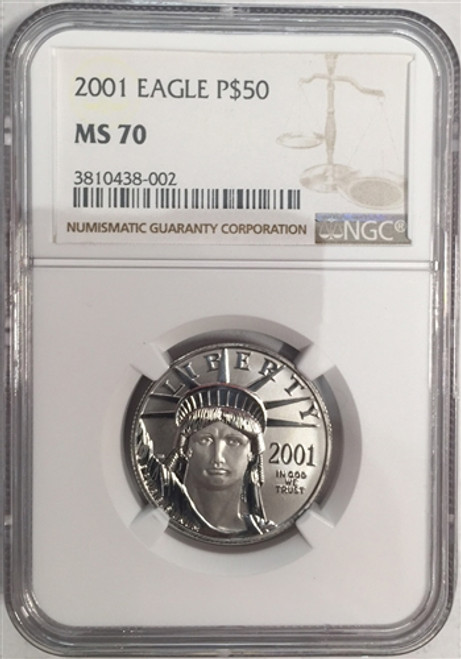 2001 EAGLE P$50
MS 70
3810438-002
NUMISMATIC GUARANTY CORPORATION NGC®
LIBERTY
2001
IN GOD
WE
TRUST